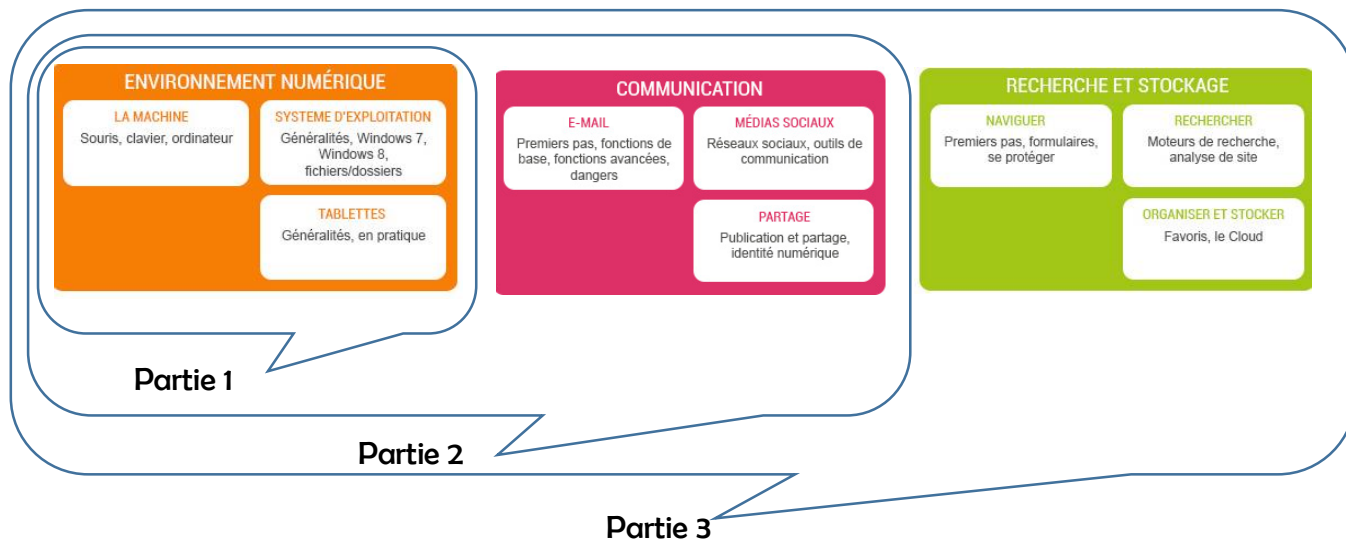 ENVIRONNEMENT NUMÉRIQUE
LA MACHINE
Souris, clavier, ordinateur
SYSTEME D'EXPLOITATION
Généralités, Windows 7,
Windows 8,
fichiers/dossiers
TABLETTES
Généralités, en pratique
COMMUNICATION
E-MAIL
Premiers pas, fonctions de
base, fonctions avancées,
dangers
MÉDIAS SOCIAUX
Réseaux sociaux, outils de
communication
PARTAGE
Publication et partage,
identité numérique
RECHERCHE ET STOCKAGE
NAVIGUER
Premiers pas, formulaires,
se protéger
RECHERCHER
Moteurs de recherche,
analyse de site
ORGANISER ET STOCKER
Favoris, le Cloud
Partie 1
Partie 2
Partie 3